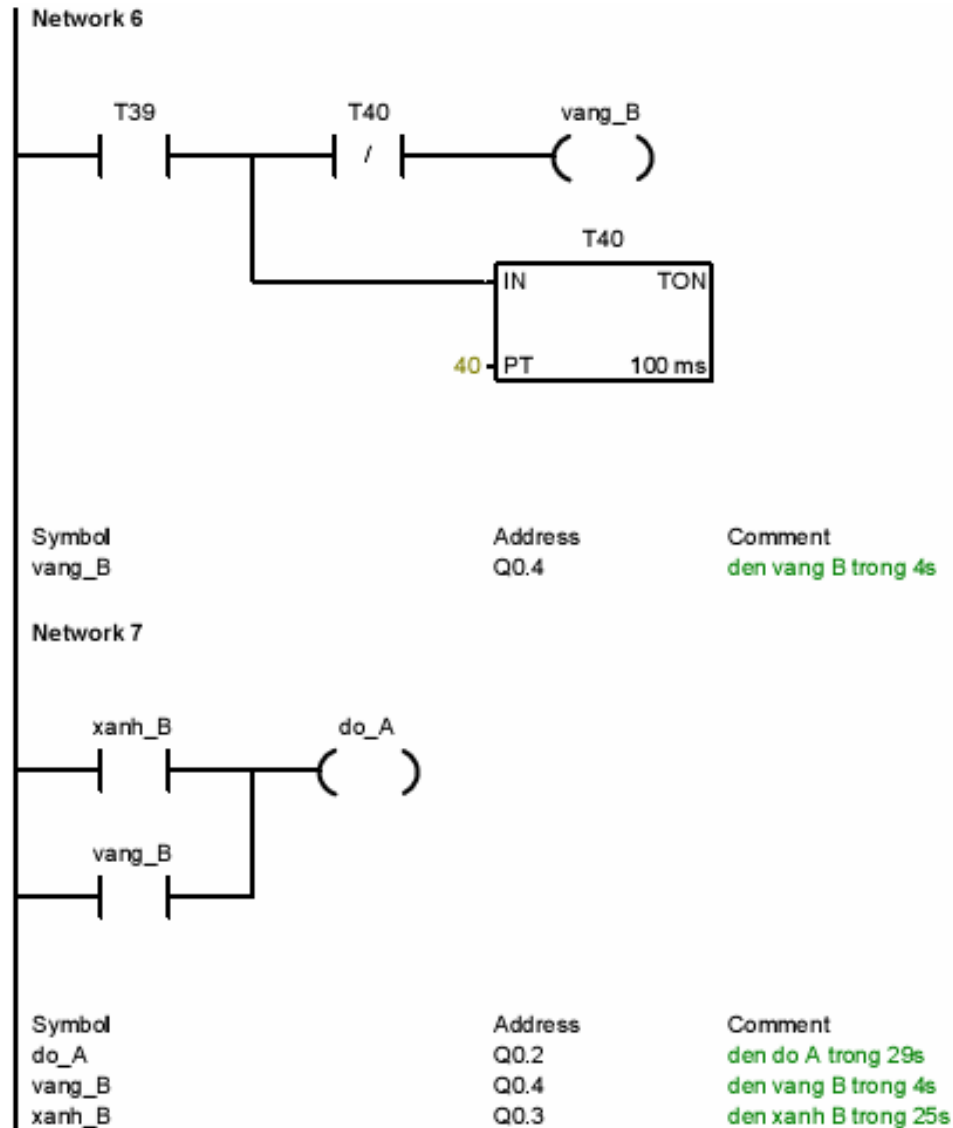 Network 6
T39 T40 vang_B
/
T40
IN TON
40 PT 100 ms
Symbol Address Comment
vang_B Q0.4 den vang B trong 4s
Network 7
xanh_B do_A
vang_B
Symbol Address Comment
do_A Q0.2 den do A trong 29s
vang_B Q0.4 den vang B trong 4s
xanh_B Q0.3 den xanh B trong 25s